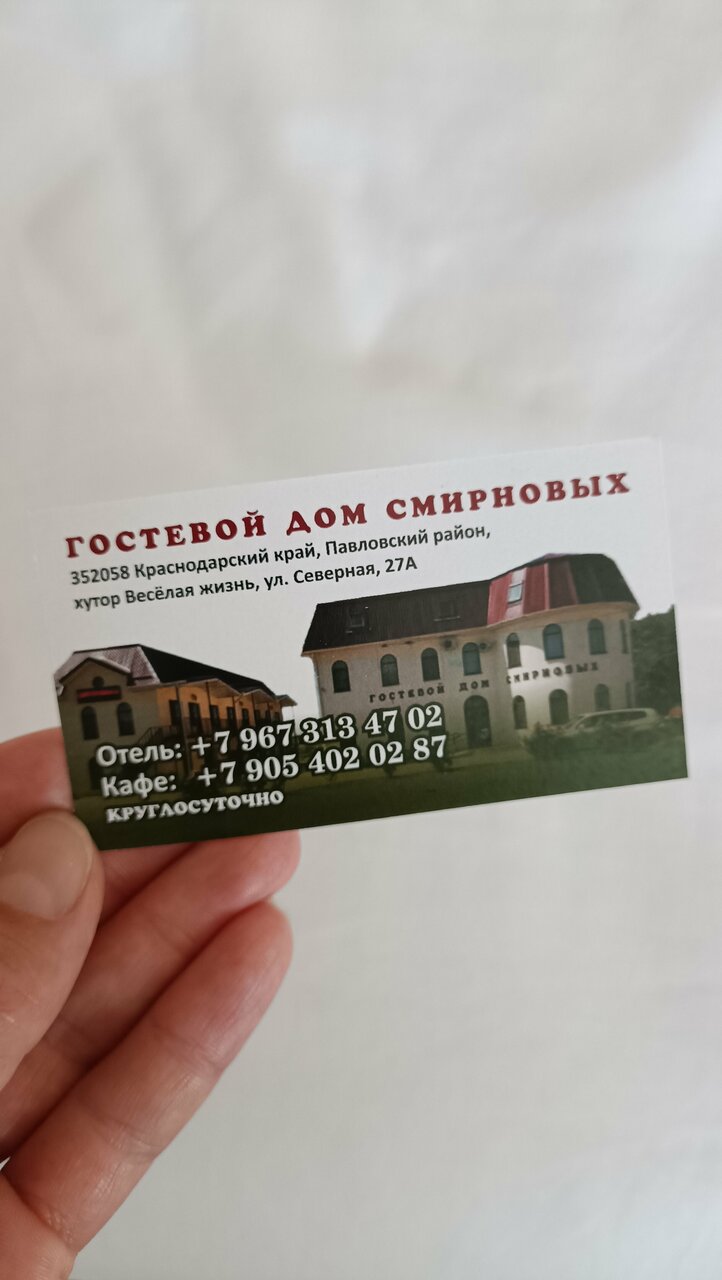 ГОСТЕВОЙ ДОМ СМИРНОВЫХ
352058 Краснодарский край, Павловский район,
хутор Весёлая жизнь, ул. Северная, 27А
ГОСТЕВОЙ ДОМ СМИРНОВЫХ
Отель: +7 967 313 47 02
Кафе: +7 905 402 02 87
КРУГЛОСУТОЧНО